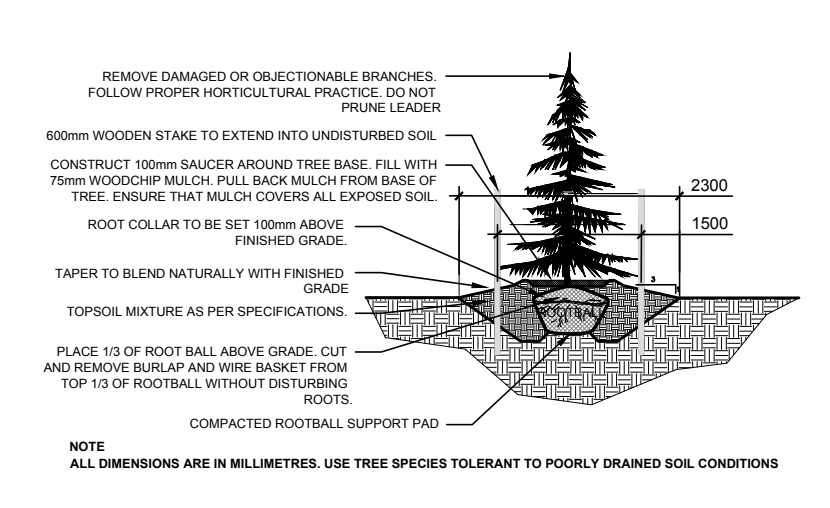 REMOVE DAMAGED OR OBJECTIONABLE BRANCHES.
FOLLOW PROPER HORTICULTURAL PRACTICE. DO NOT
PRUNE LEADER
600mm WOODEN STAKE TO EXTEND INTO UNDISTURBED SOIL
CONSTRUCT 100mm SAUCER AROUND TREE BASE. FILL WITH
75mm WOODCHIP MULCH. PULL BACK MULCH FROM BASE OF
TREE. ENSURE THAT MULCH COVERS ALL EXPOSED SOIL.
2300
1500
ROOT COLLAR TO BE SET 100mm ABOVE
FINISHED GRADE.
TAPER TO BLEND NATURALLY WITH FINISHED
GRADE
3
1
TOPSOIL MIXTURE AS PER SPECIFICATIONS.
ROOTBALL
PLACE 1/3 OF ROOT BALL ABOVE GRADE. CUT
AND REMOVE BURLAP AND WIRE BASKET FROM
TOP 1/3 OF ROOTBALL WITHOUT DISTURBING
ROOTS.
COMPACTED ROOTBALL SUPPORT PAD
NOTE
ALL DIMENSIONS ARE IN MILLIMETRES. USE TREE SPECIES TOLERANT TO POORLY DRAINED SOIL CONDITIONS